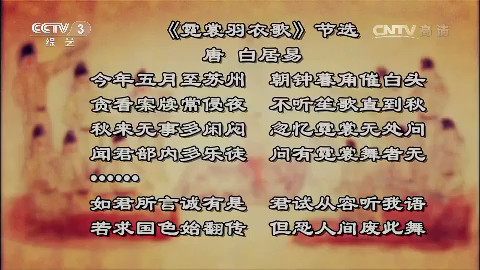 CCTV 3 综艺
CNTV 高清
《霓裳羽衣歌》节选
唐 白居易
今年五月至苏州 朝钟暮角催白头
贪看案牍常侵夜 不听笙歌直到秋
秋来无事多闲闷 忽忆霓裳无处问
闻君部内多乐徒 问有霓裳舞者无
••••••
如君所言诚有是 君试从容听我语
若求国色始翻传 但恐人间废此舞